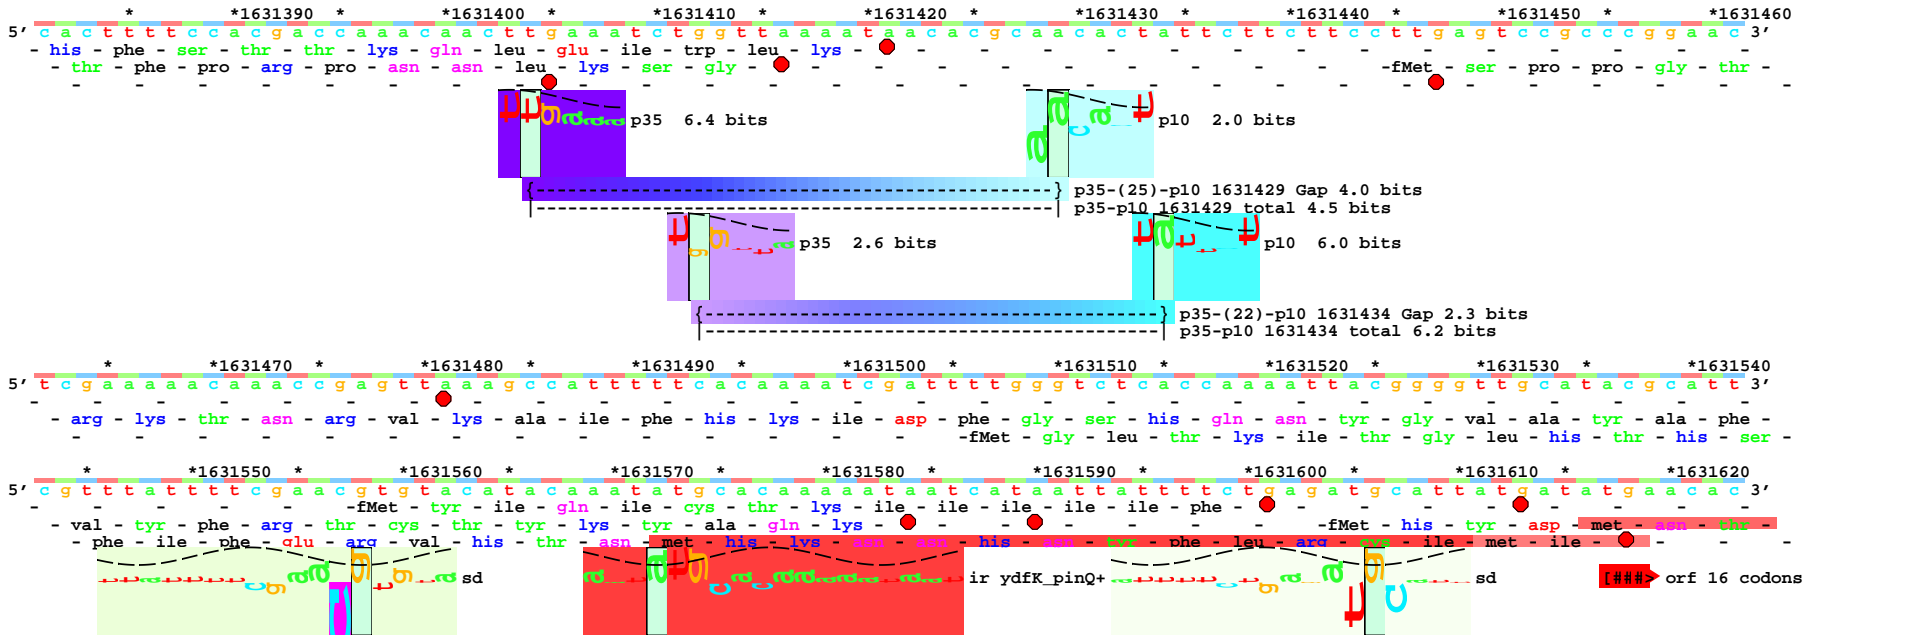 * *1631390 * *1631400 * *1631410 * *1631420 * *1631430 * *1631440 * *1631450 * *1631460
5' c a c t t t t c c a c g a c c a a a c a a c t t g a a a t c t g g t t a a a a t a a c a c g c a a c a c t a t t c t t c t t c c t t g a g t c c g c c c g g a a c 3'
- his - phe - ser - thr - thr - lys - gln - leu - glu - ile - trp - leu - lys - - - - - - - - - - - - - -
- thr - phe - pro - arg - pro - asn - asn - leu - lys - ser - gly - - - - - - - - - -fMet - ser - pro - pro - gly - thr -
- - - - - - - - - - - - - - - - - - - - - - - - - - -
p35 6.4 bits
p10 2.0 bits
{-------------------------------------------------} p35-(25)-p10 1631429 Gap 4.0 bits
|-------------------------------------------------| p35-p10 1631429 total 4.5 bits
p35 2.6 bits
p10 6.0 bits
{-------------------------------------------} p35-(22)-p10 1631434 Gap 2.3 bits
|-------------------------------------------| p35-p10 1631434 total 6.2 bits
* *1631470 * *1631480 * *1631490 * *1631500 * *1631510 * *1631520 * *1631530 *1631540
5' t c g a a a a a c a a a c c g a g t t a a a g c c a t t t t t c a c a a a a t c g a t t t t g g g t c t c a c c a a a a t t a c g g g g t t g c a t a c g c a t t 3'
- - - - - - - - - - - - - - - - - - - - - - - - - - -
- arg - lys - thr - asn - arg - val - lys - ala - ile - phe - his - lys - ile - asp - phe - gly - ser - his - gln - asn - tyr - gly - val - ala - tyr - ala - phe -
- - - - - - - - - - - - - - -fMet - gly - leu - thr - lys - ile - thr - gly - leu - his - thr - his - ser -
* *1631550 * *1631560 * *1631570 * *1631580 * *1631590 * *1631600 * *1631610 * *1631620
5' c g t t t a t t t t c g a a c g t g t a c a t a c a a a t a t g c a c a a a a a t a a t c a t a a t t a t t t t c t g a g a t g c a t t a t g a t a t g a a c a c 3'
- - - - - -fMet - tyr - ile - gln - ile - cys - thr - lys - ile - ile - ile - ile - ile - phe - - - - - - - -
- val - tyr - phe - arg - thr - cys - thr - tyr - lys - tyr - ala - gln - lys - - - - - - - -fMet - his - tyr - asp - met - asn - thr -
- phe - ile - phe - glu - arg - val - his - thr - asn - met - his - lys - asn - asn - his - asn - tyr - phe - leu - arg - cys - ile - met - ile - - -
sd
ir ydfK_pinQ+
sd
[###> orf 16 codons